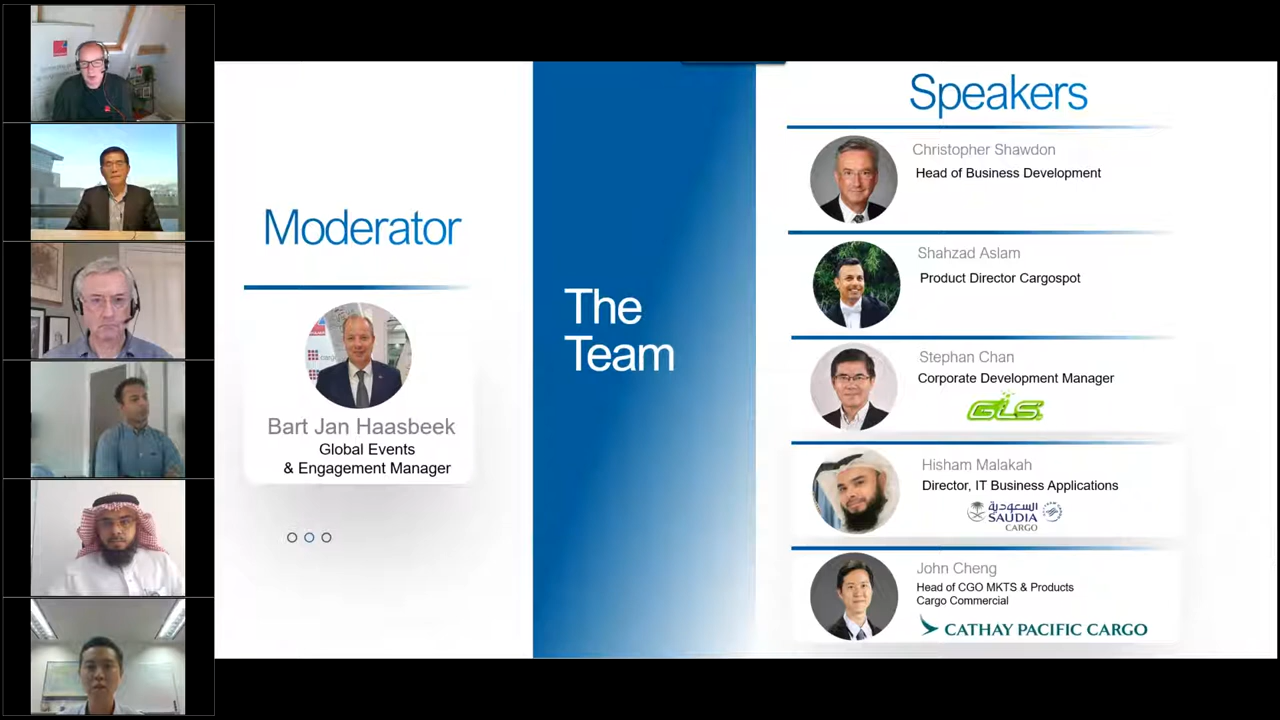 Moderator
Bart Jan Haasbeek
Global Events
& Engagement Manager
The
Team
Speakers
Christopher Shawdon
Head of Business Development
Shahzad Aslam
Product Director Cargospot
Stephan Chan
Corporate Development Manager
GLS
Hisham Malakah
Director, IT Business Applications
السعودية
SAUDIA
CARGO
John Cheng
Head of CGO MKTS & Products
Cargo Commercial
CATHAY PACIFIC CARGO